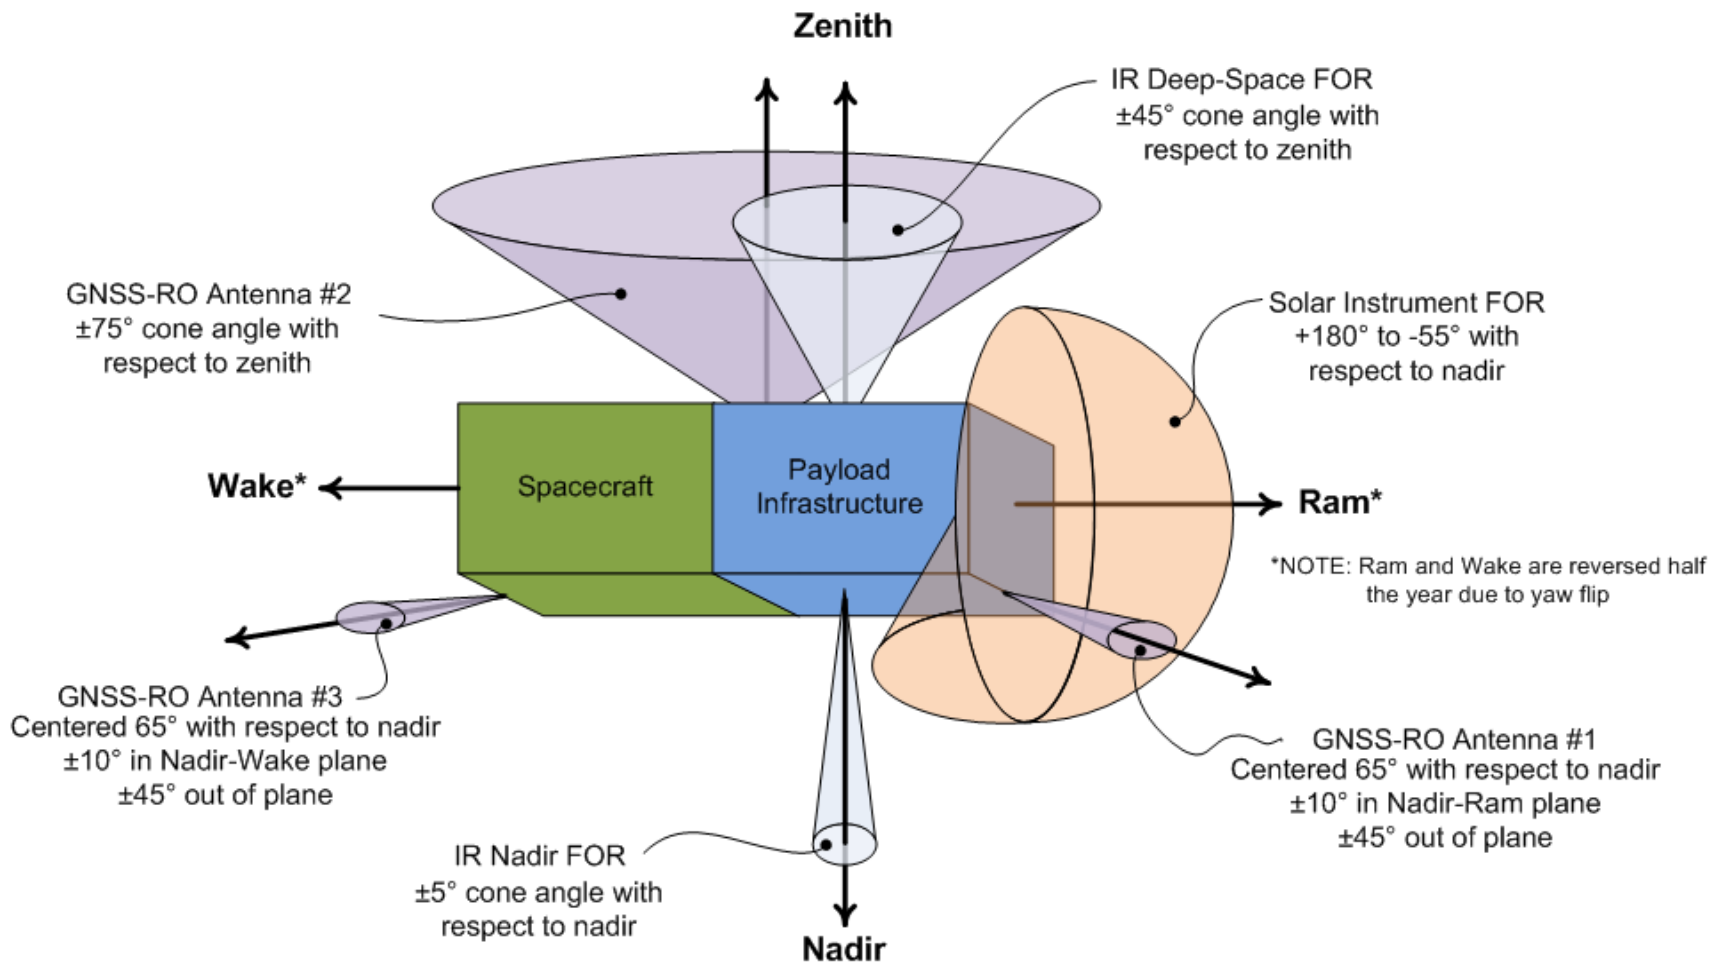 Zenith
IR Deep-Space FOR
±45° cone angle with
respect to zenith
GNSS-RO Antenna #2
±75° cone angle with
respect to zenith
Solar Instrument FOR
+180° to -55° with
respect to nadir
Wake*
Spacecraft
Payload
Infrastructure
Ram*
*NOTE: Ram and Wake are reversed half
the year due to yaw flip
GNSS-RO Antenna #3
Centered 65° with respect to nadir
±10° in Nadir-Wake plane
±45° out of plane
GNSS-RO Antenna #1
Centered 65° with respect to nadir
±10° in Nadir-Ram plane
±45° out of plane
IR Nadir FOR
±5° cone angle with
respect to nadir
Nadir